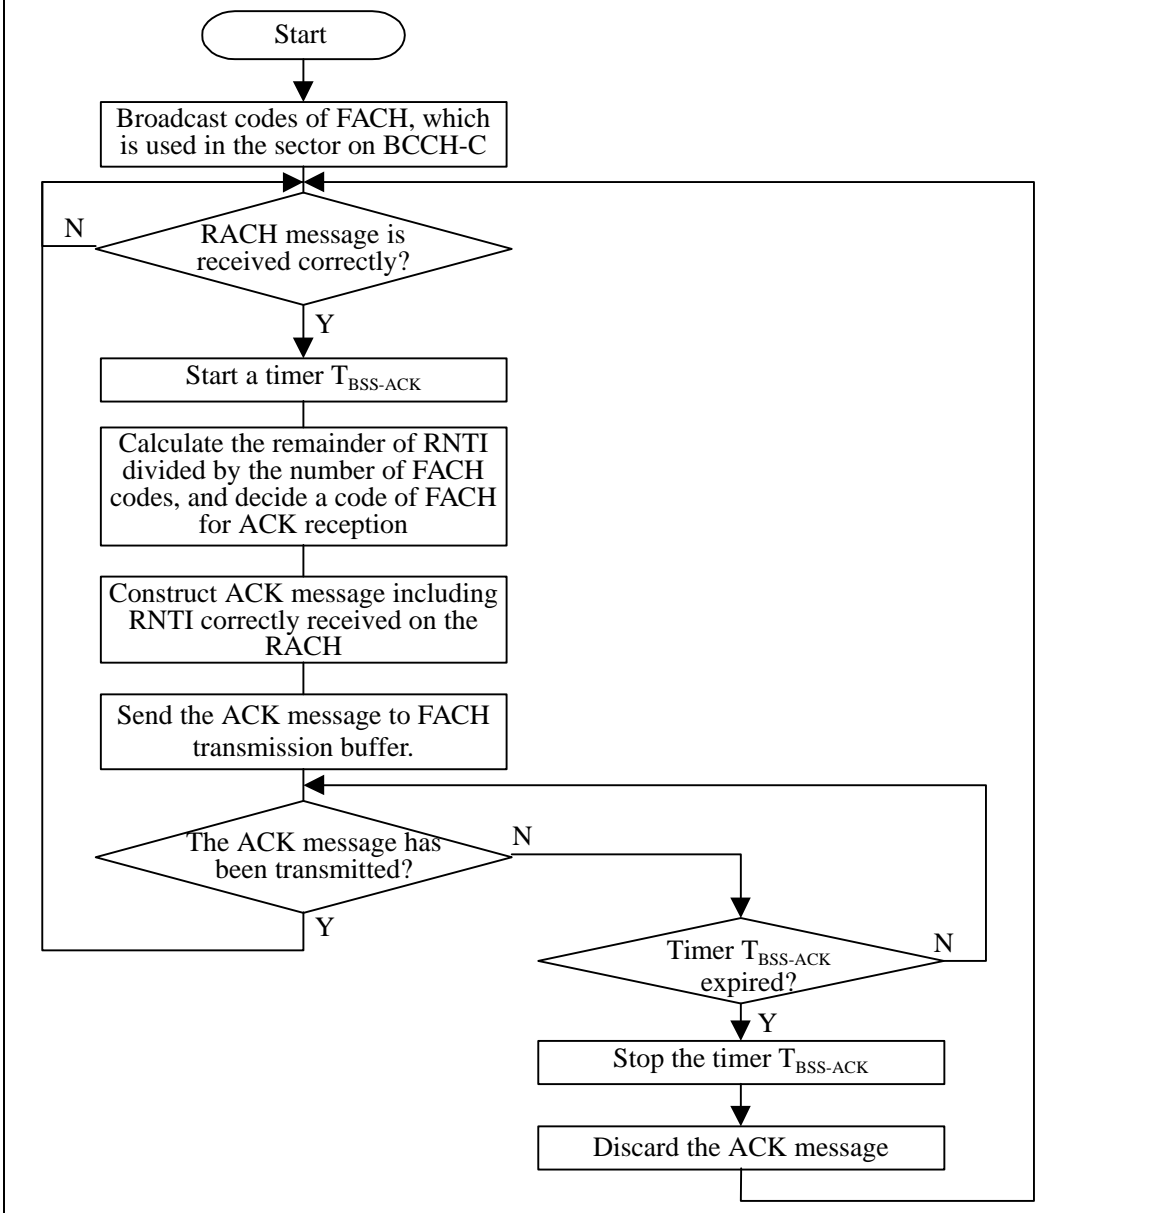 Start
Broadcast codes of FACH, which
is used in the sector on BCCH-C
N
RACH message is
received correctly?
Y
Start a timer T_BSS-ACK
Calculate the remainder of RNTI
divided by the number of FACH
codes, and decide a code of FACH
for ACK reception
Construct ACK message including
RNTI correctly received on the
RACH
Send the ACK message to FACH
transmission buffer.
The ACK message has
been transmitted?
N
Y
Timer T_BSS-ACK
expired?
N
Y
Stop the timer T_BSS-ACK
Discard the ACK message